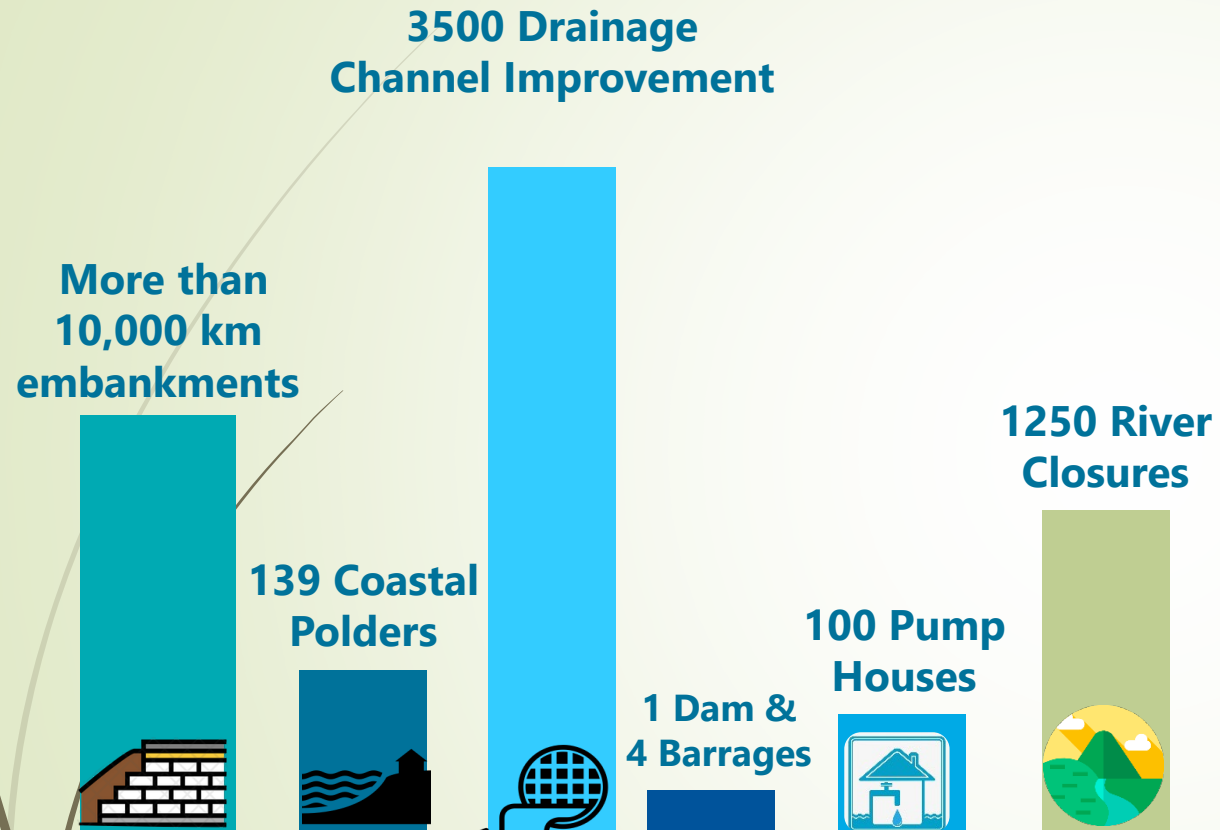 3500 Drainage
Channel Improvement
More than
10,000 km
embankments
139 Coastal
Polders
1 Dam &
4 Barrages
100 Pump
Houses
1250 River
Closures